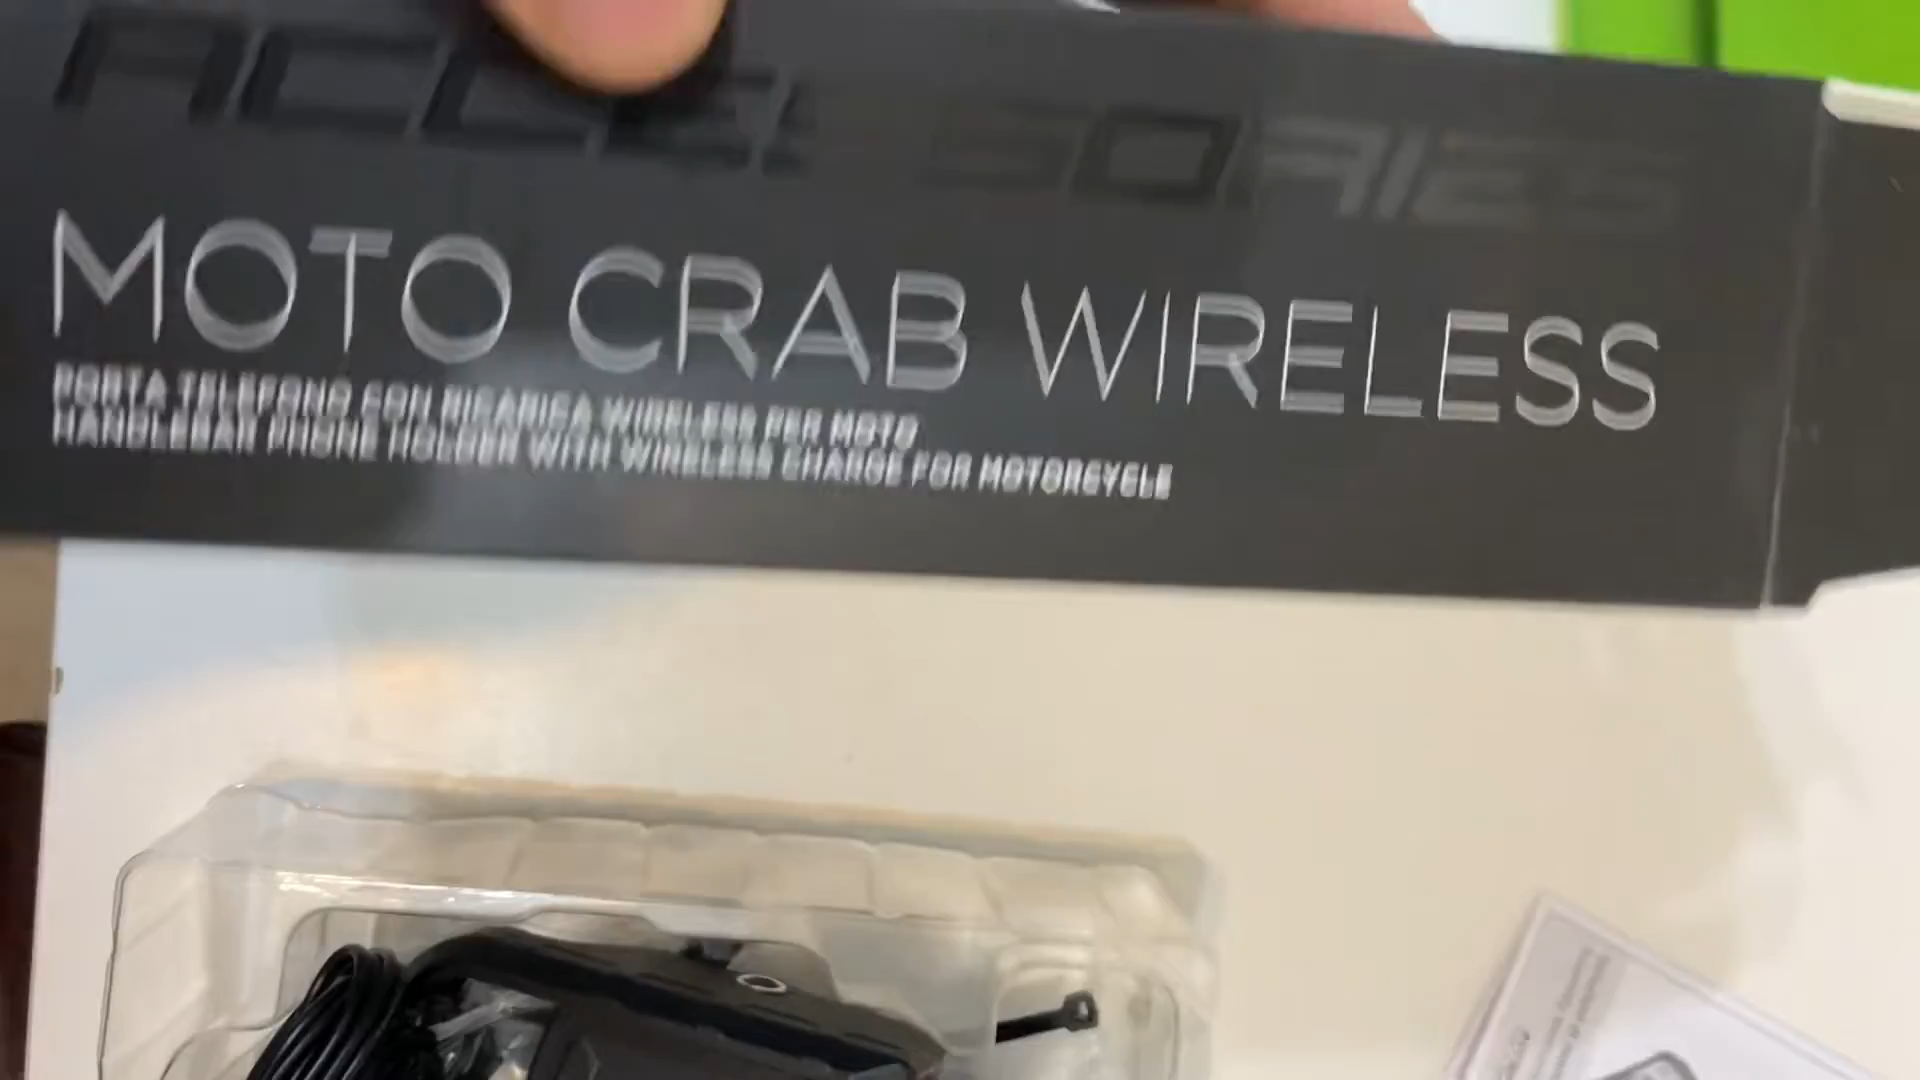 MOTO CRAB WIRELESS
PORTA TELEFONO CON RICARICA WIRELESS PER MOTO
HANDLEBAR PHONE HOLDER WITH WIRELESS CHARGE FOR MOTORCYCLE